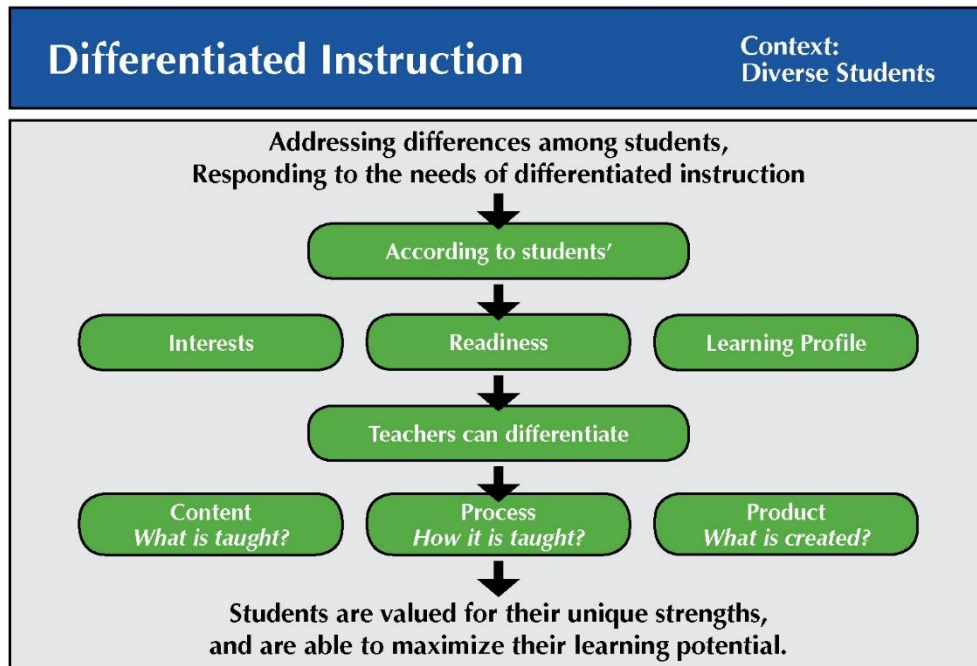 Differentiated Instruction
Context:
Diverse Students
Addressing differences among students,
Responding to the needs of differentiated instruction
According to students’
Interests
Readiness
Learning Profile
Teachers can differentiate
Content
What is taught?
Process
How it is taught?
Product
What is created?
Students are valued for their unique strengths,
and are able to maximize their learning potential.